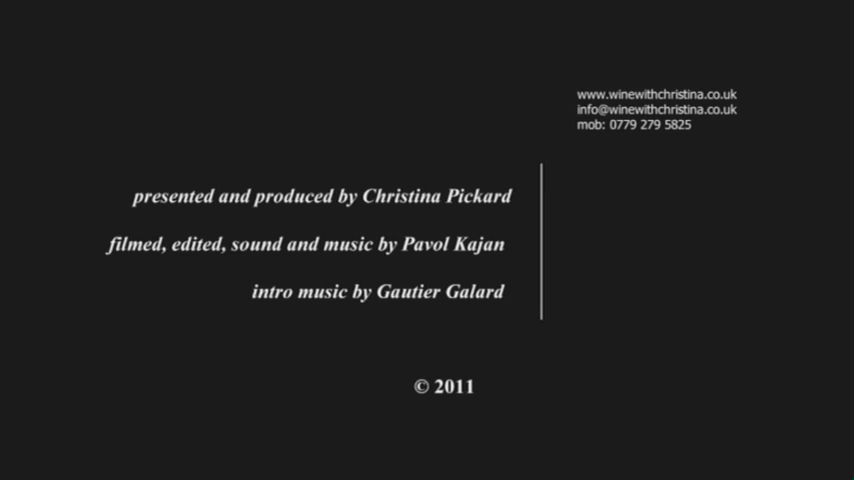 www.winewithchristina.co.uk
info@winewithchristina.co.uk
mob: 0779 279 5825
presented and produced by Christina Pickard
filmed, edited, sound and music by Pavol Kajan
intro music by Gautier Galard
© 2011